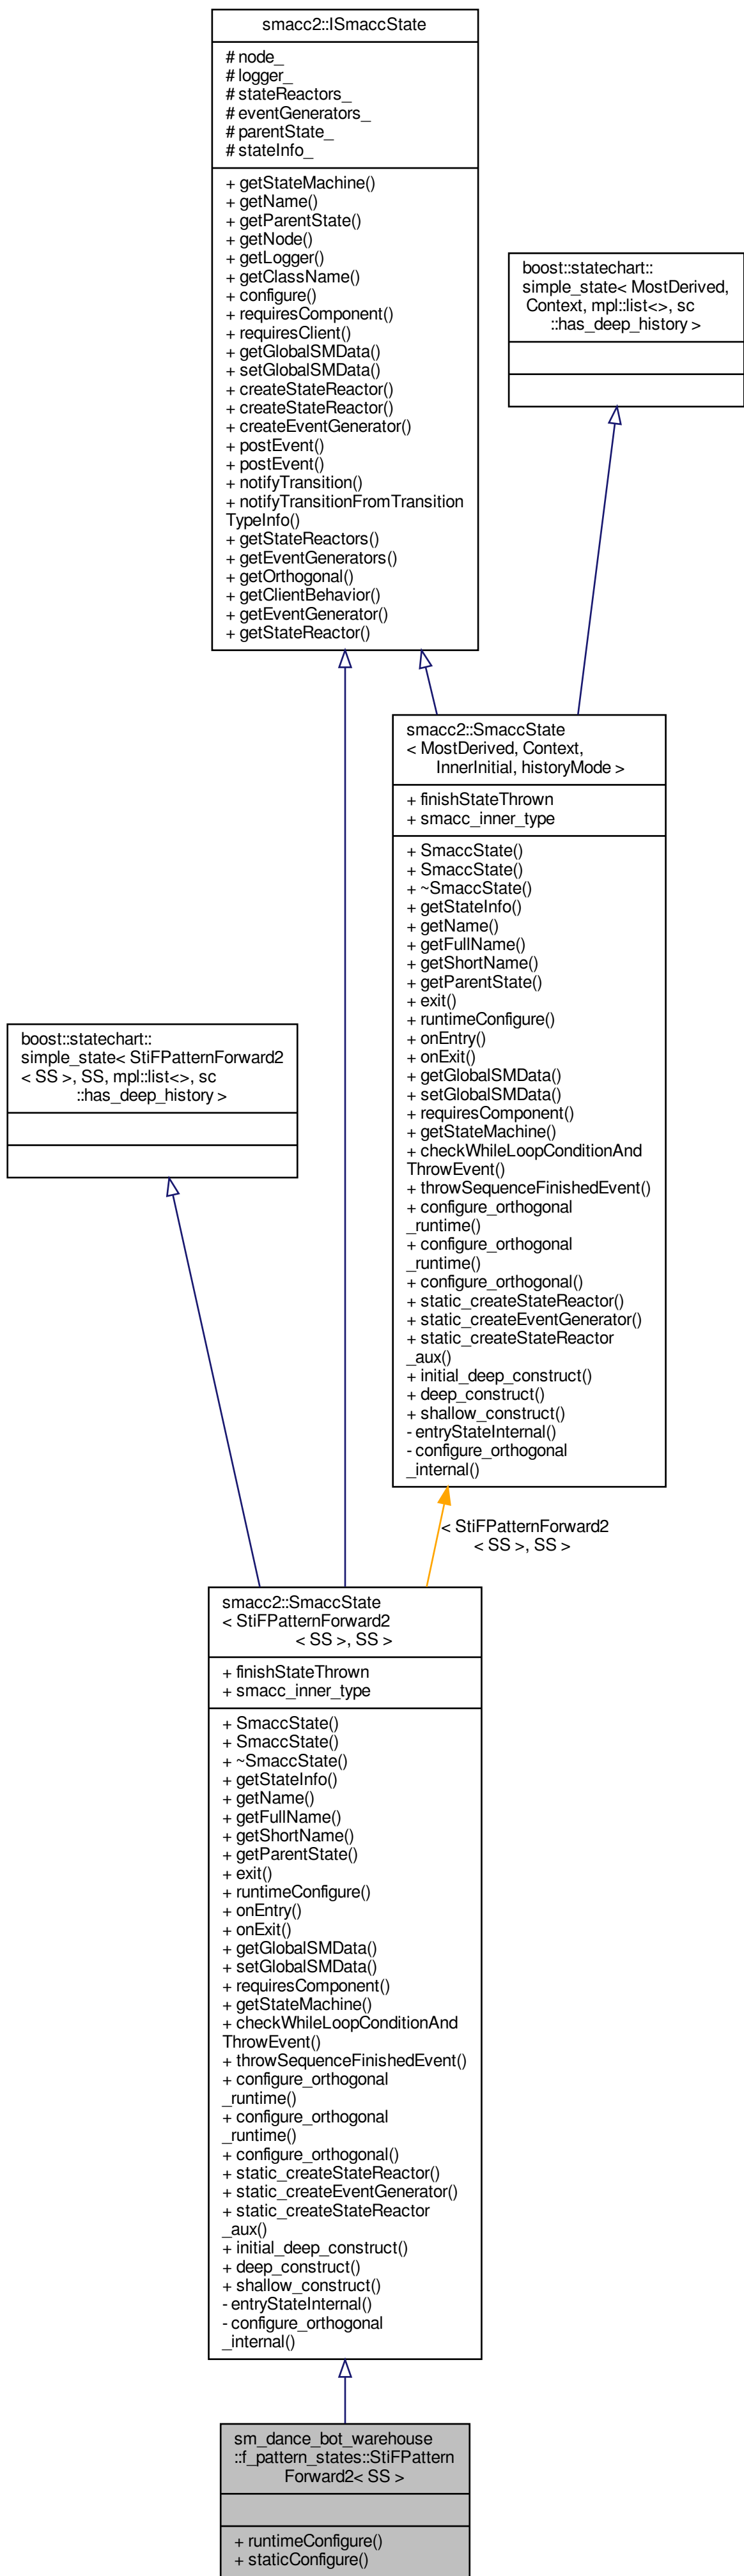 smacc2::ISmaccState
# node_
# logger_
# stateReactors_
# eventGenerators_
# parentState_
# stateInfo_
+ getStateMachine()
+ getName()
+ getParentState()
+ getNode()
+ getLogger()
+ getClassName()
+ configure()
+ requiresComponent()
+ requiresClient()
+ getGlobalSMData()
+ setGlobalSMData()
+ createStateReactor()
+ createStateReactor()
+ createEventGenerator()
+ postEvent()
+ postEvent()
+ notifyTransition()
+ notifyTransitionFromTransition
TypeInfo()
+ getStateReactors()
+ getEventGenerators()
+ getOrthogonal()
+ getClientBehavior()
+ getEventGenerator()
+ getStateReactor()
boost::statechart::
simple_state< MostDerived,
Context, mpl::list<>, sc
::has_deep_history >
smacc2::SmaccState
< MostDerived, Context,
InnerInitial, historyMode >
+ finishStateThrown
+ smacc_inner_type
+ SmaccState()
+ SmaccState()
+ ~SmaccState()
+ getStateInfo()
+ getName()
+ getFullName()
+ getShortName()
+ getParentState()
+ exit()
+ runtimeConfigure()
+ onEntry()
+ onExit()
+ getGlobalSMData()
+ setGlobalSMData()
+ requiresComponent()
+ getStateMachine()
+ checkWhileLoopConditionAnd
ThrowEvent()
+ throwSequenceFinishedEvent()
+ configure_orthogonal
_runtime()
+ configure_orthogonal
_runtime()
+ configure_orthogonal()
+ static_createStateReactor()
+ static_createEventGenerator()
+ static_createStateReactor
_aux()
+ initial_deep_construct()
+ deep_construct()
+ shallow_construct()
- entryStateInternal()
- configure_orthogonal
_internal()
boost::statechart::
simple_state< StiFPatternForward2
< SS >, SS, mpl::list<>, sc
::has_deep_history >
< StiFPatternForward2
< SS >, SS >
smacc2::SmaccState
< StiFPatternForward2
< SS >, SS >
+ finishStateThrown
+ smacc_inner_type
+ SmaccState()
+ SmaccState()
+ ~SmaccState()
+ getStateInfo()
+ getName()
+ getFullName()
+ getShortName()
+ getParentState()
+ exit()
+ runtimeConfigure()
+ onEntry()
+ onExit()
+ getGlobalSMData()
+ setGlobalSMData()
+ requiresComponent()
+ getStateMachine()
+ checkWhileLoopConditionAnd
ThrowEvent()
+ throwSequenceFinishedEvent()
+ configure_orthogonal
_runtime()
+ configure_orthogonal
_runtime()
+ configure_orthogonal()
+ static_createStateReactor()
+ static_createEventGenerator()
+ static_createStateReactor
_aux()
+ initial_deep_construct()
+ deep_construct()
+ shallow_construct()
- entryStateInternal()
- configure_orthogonal
_internal()
sm_dance_bot_warehouse
::f_pattern_states::StiFPattern
Forward2< SS >
+ runtimeConfigure()
+ staticConfigure()